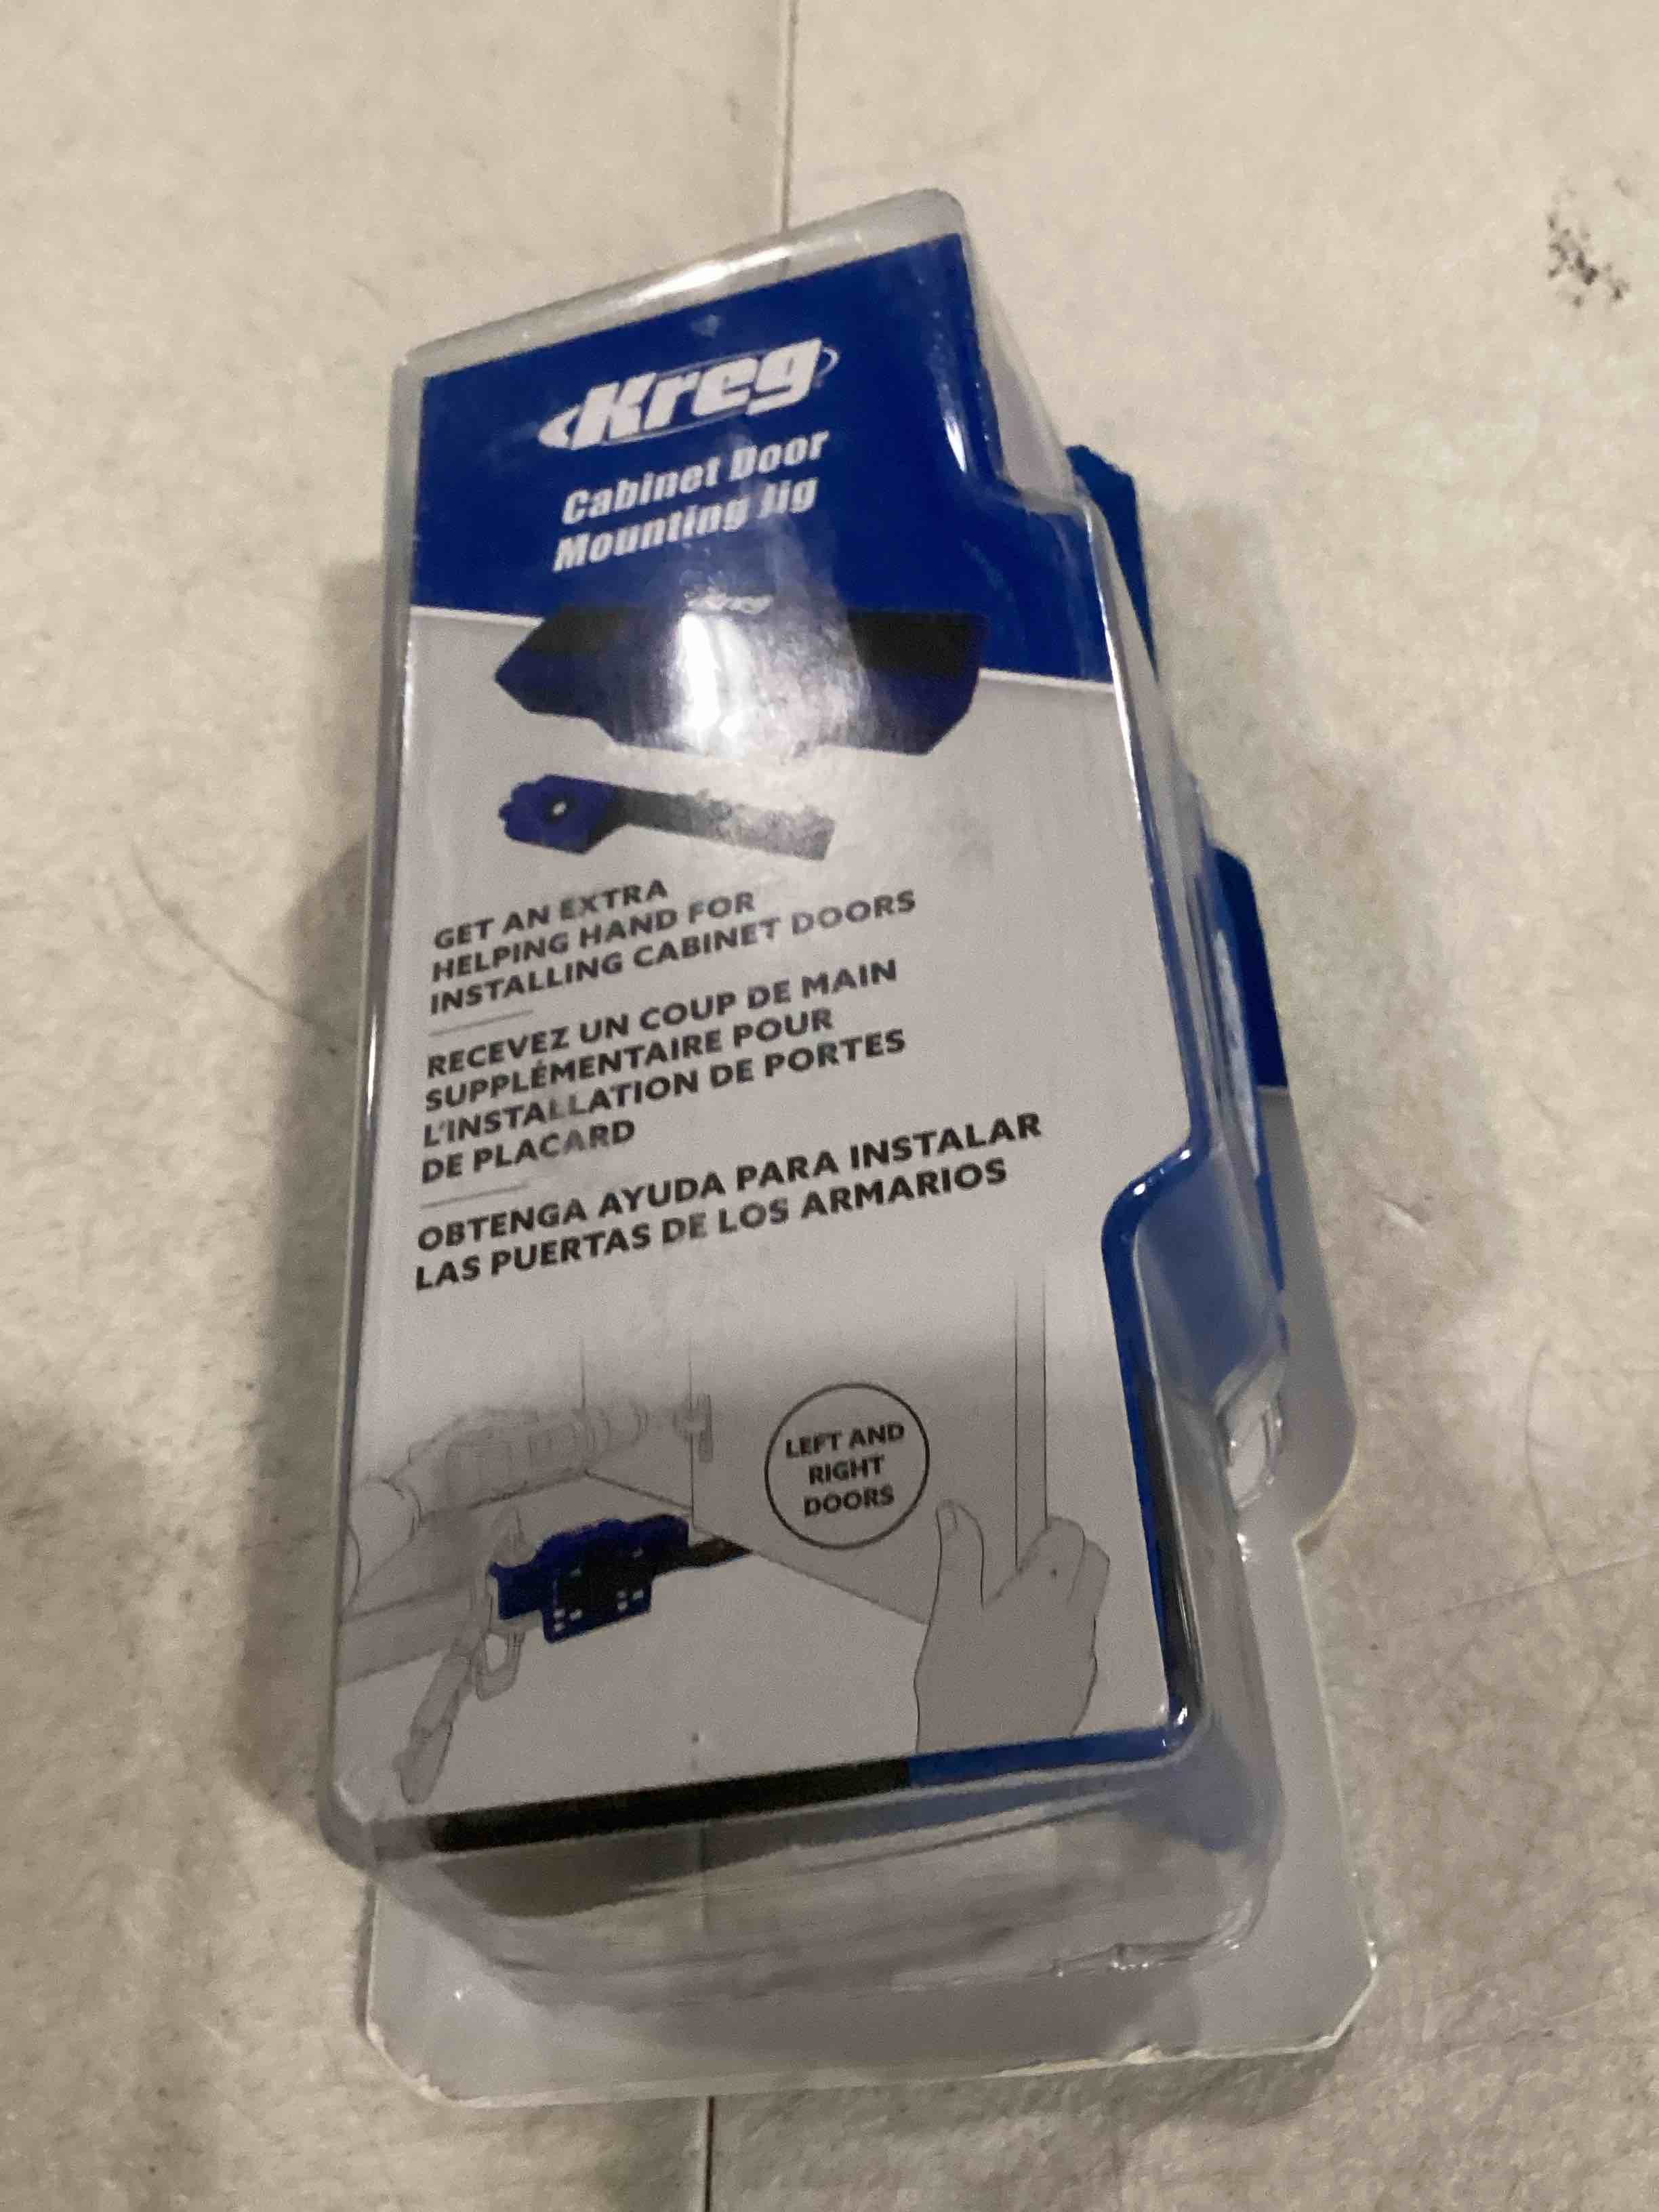 Kreg
Cabinet Door
Mounting Jig
Kreg
GET AN EXTRA
HELPING HAND FOR
INSTALLING CABINET DOORS
RECEVEZ UN COUP DE MAIN
SUPPLÉMENTAIRE POUR
L'INSTALLATION DE PORTES
DE PLACARD
OBTENGA AYUDA PARA INSTALAR
LAS PUERTAS DE LOS ARMARIOS
LEFT AND
RIGHT
DOORS